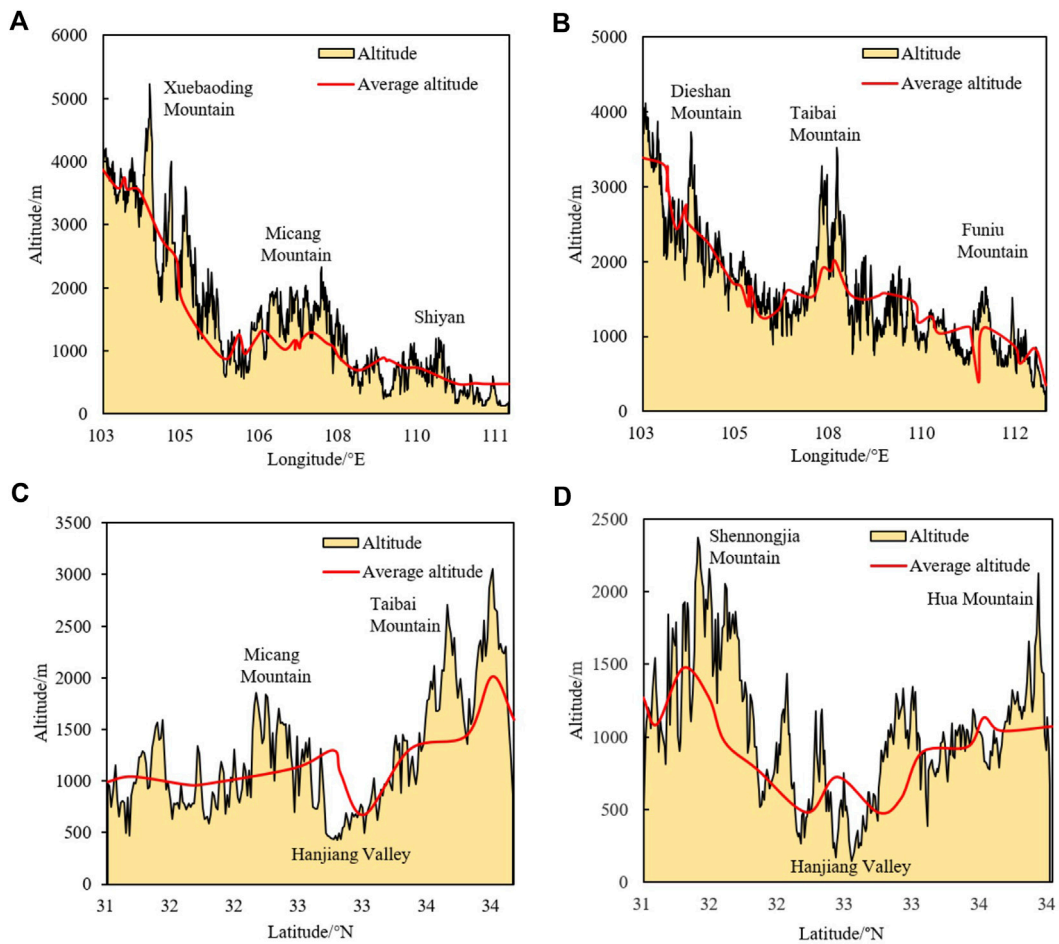 A
6000
5000
4000
3000
2000
1000
0
Altitude/m
Altitude
Average altitude
Xuebaoding
Mountain
Micang
Mountain
Shiyan
103
105
106
108
110
111
Longitude/°E
B
5000
4000
3000
2000
1000
0
Altitude/m
Altitude
Average altitude
Dieshan
Mountain
Taibai
Mountain
Funiu
Mountain
103
105
108
110
112
Longitude/°E
C
3500
3000
2500
2000
1500
1000
500
0
Altitude/m
Altitude
Average altitude
Taibai
Mountain
Micang
Mountain
Hanjiang Valley
31
32
32
33
33
34
34
Latitude/°N
D
2500
2000
1500
1000
500
0
Altitude/m
Shennongjia
Mountain
Altitude
Average altitude
Hua Mountain
Hanjiang Valley
31
32
32
33
33
34
34
Latitude/°N